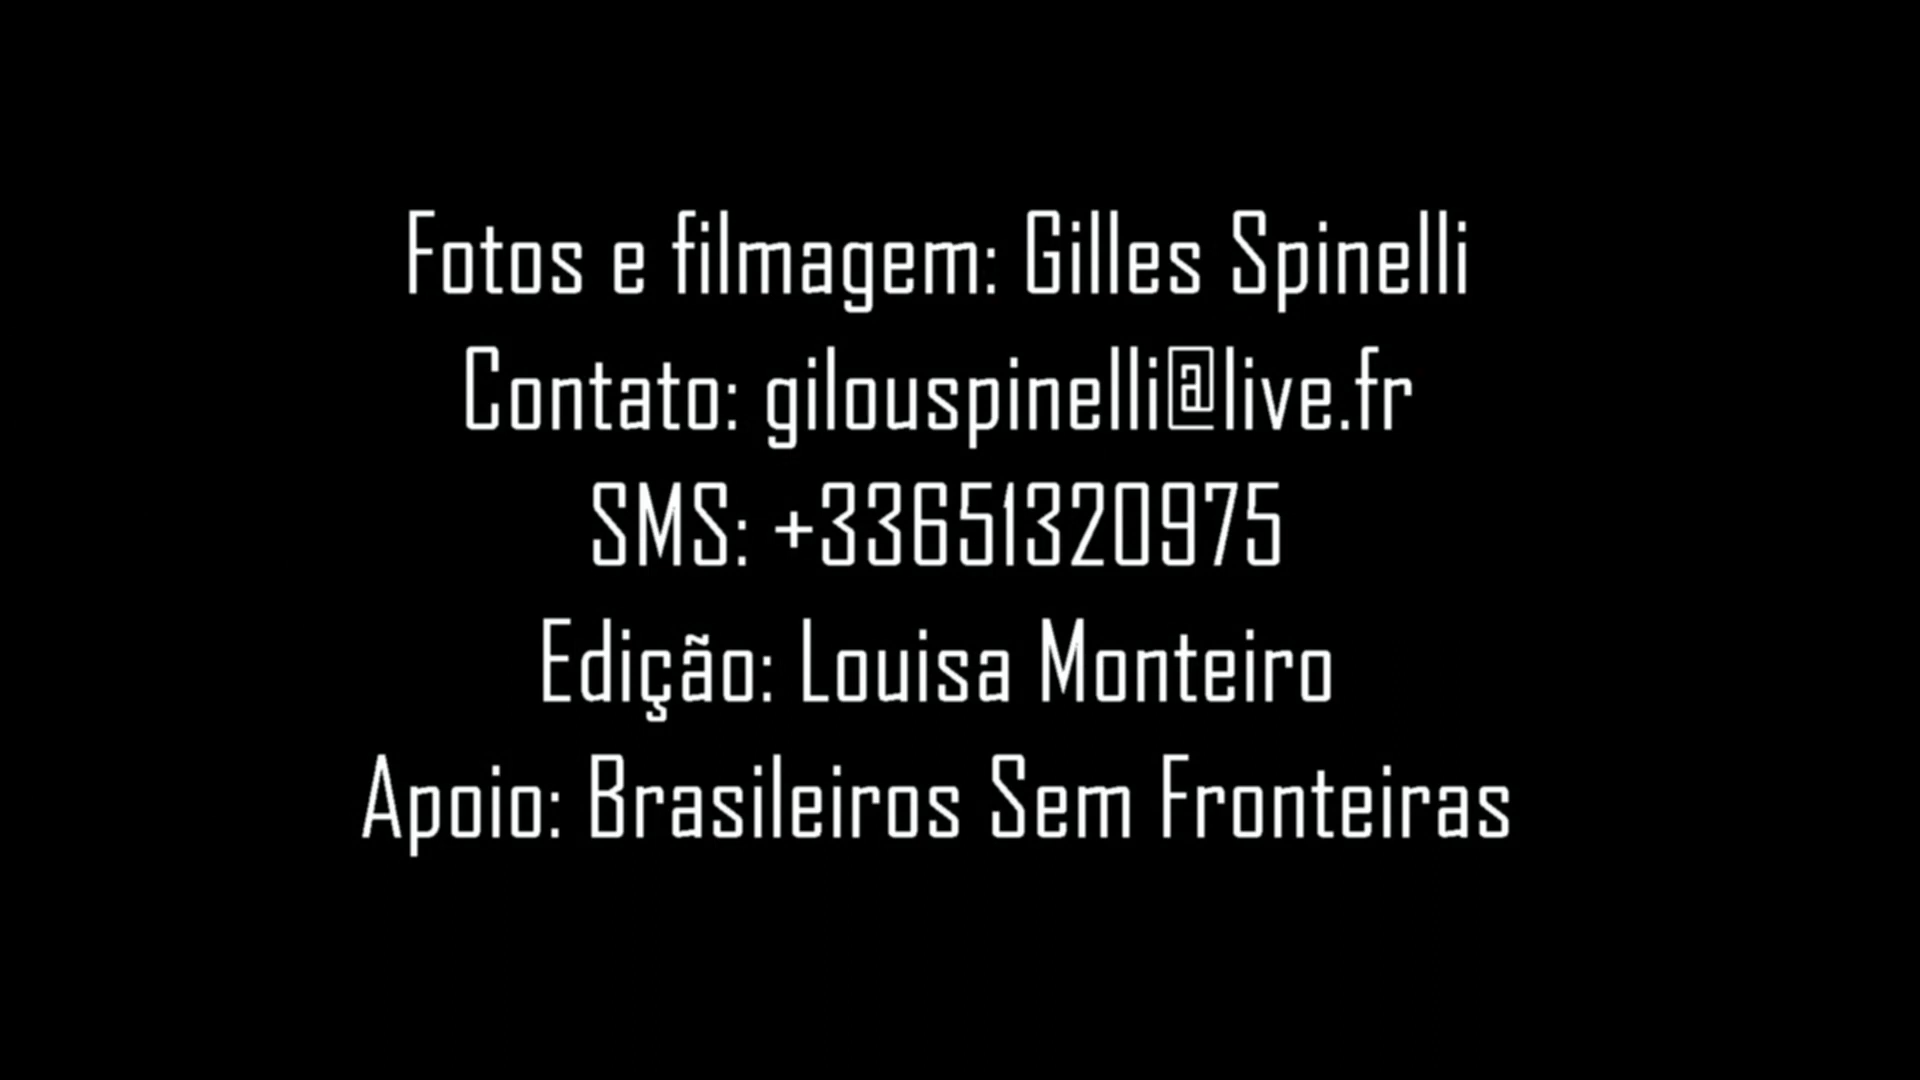 Fotos e filmagem: Gilles Spinelli
Contato: gilouspinelli@live.fr
SMS: +33651320975
Edição: Louisa Monteiro
Apoio: Brasileiros Sem Fronteiras